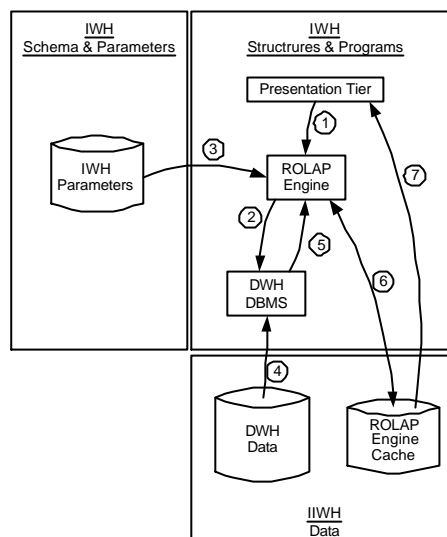 IWH
Schema & Parameters
IWH
Structrures & Programs
Presentation Tier
1
3
IWH
Parameters
ROLAP
Engine
7
2
5
DWH
DBMS
6
4
DWH
Data
ROLAP
Engine
Cache
IIWH
Data